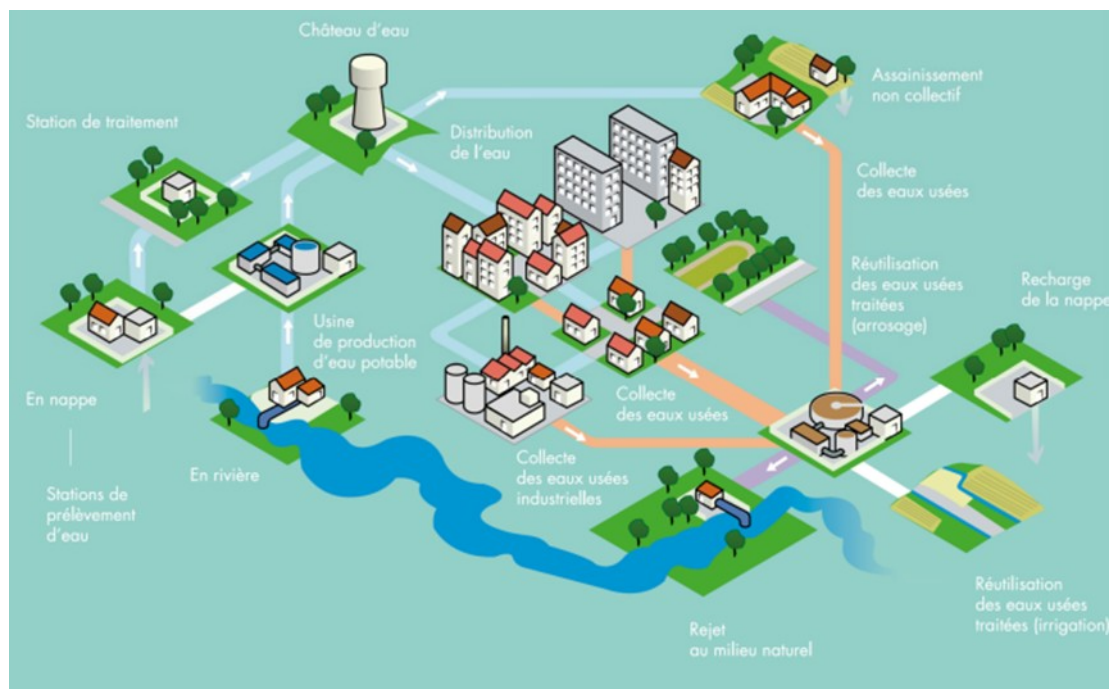 Château d'eau
Station de traitement
Distribution
de l'eau
Assainissement
non collectif
Collecte
des eaux usées
Réutilisation
des eaux usées
traitées
(arrosage)
Recharge
de la nappe
Usine
de production
d'eau potable
En nappe
Stations de
prélèvement
d'eau
En rivière
Collecte
des eaux usées
Collecte
des eaux usées
industrielles
Rejet
au milieu naturel
Réutilisation
des eaux usées
traitées (irrigation)